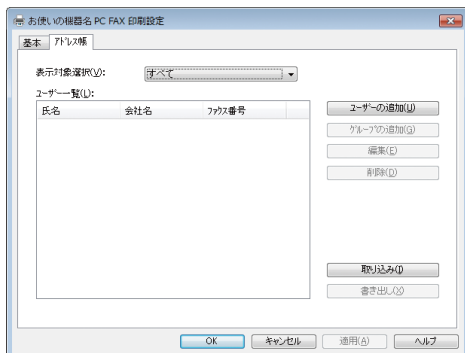 お使いの機器名 PC FAX 印刷設定
基本 アドレス帳
表示対象選択(V): すべて
ユーザー一覧(L):
氏名 会社名 ファクス番号
ユーザーの追加(U)
グループの追加(G)
編集(E)
削除(D)
取り込み(I)
書き出し(X)
OK キャンセル 適用(A) ヘルプ